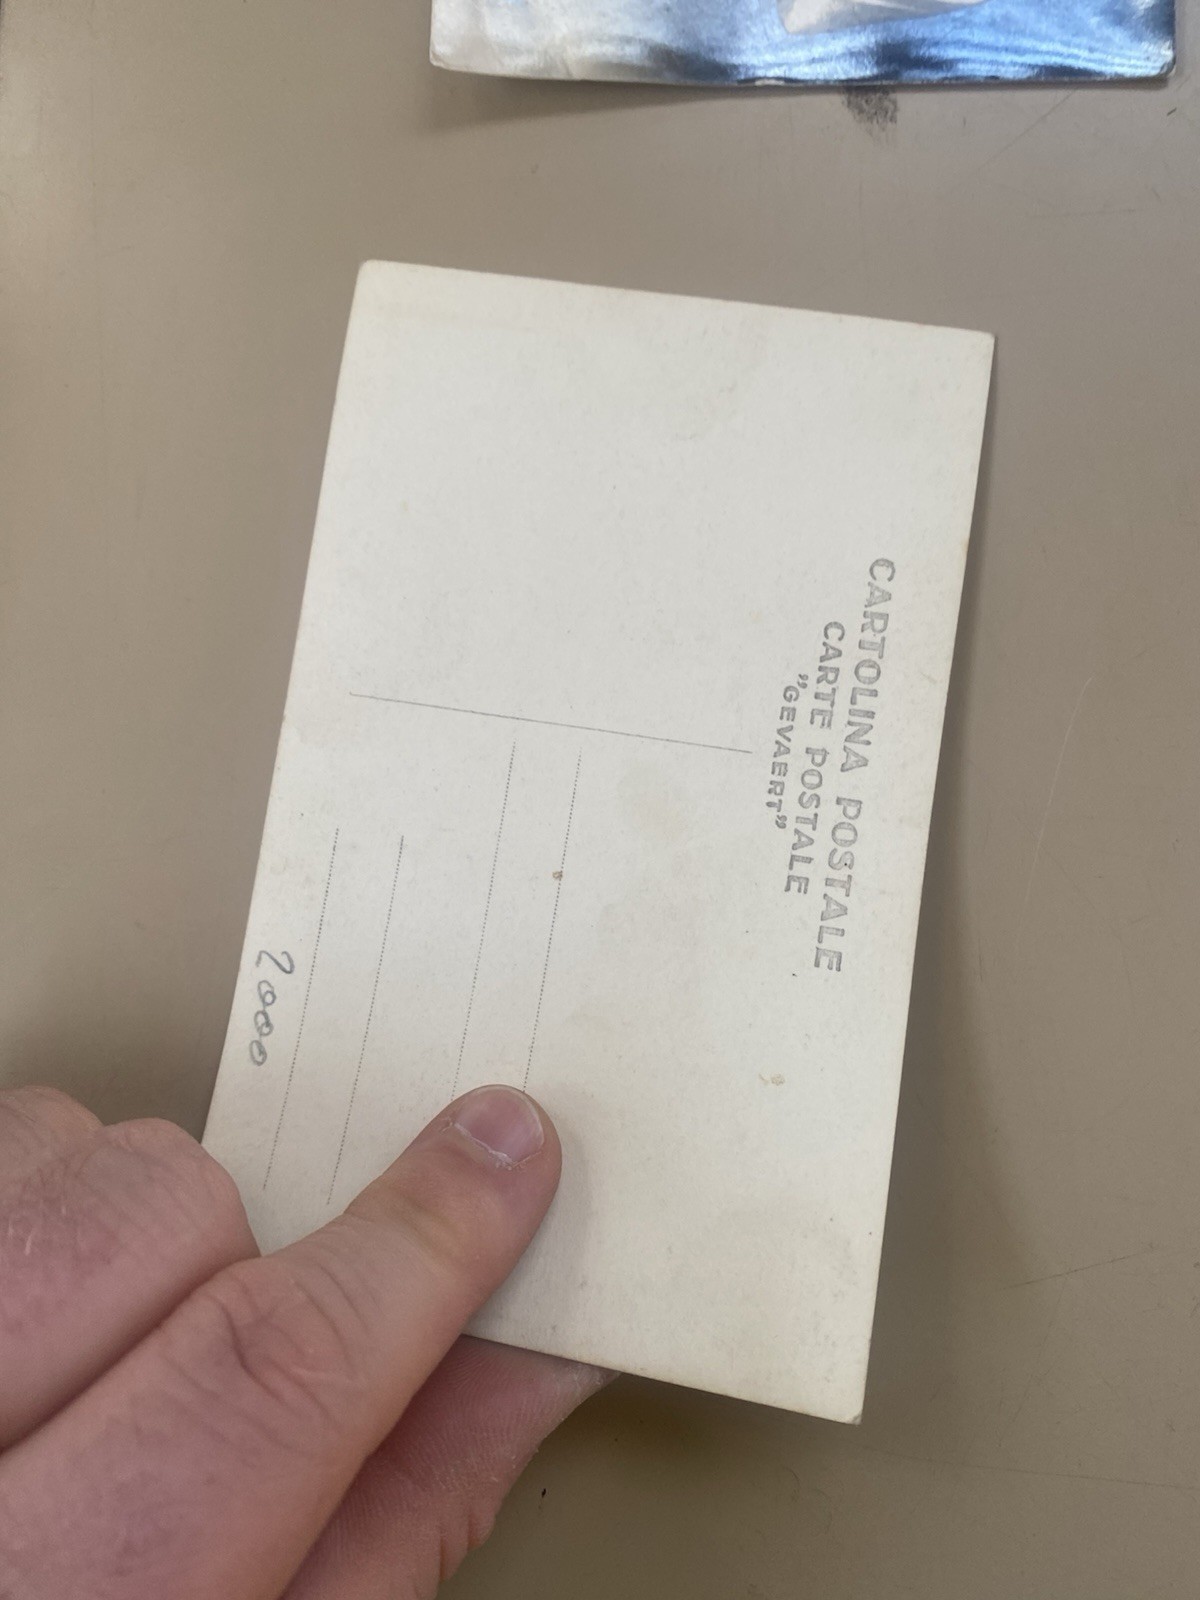 CARTOLINA POSTALE
CARTE POSTALE
„GEVAERT”
2000